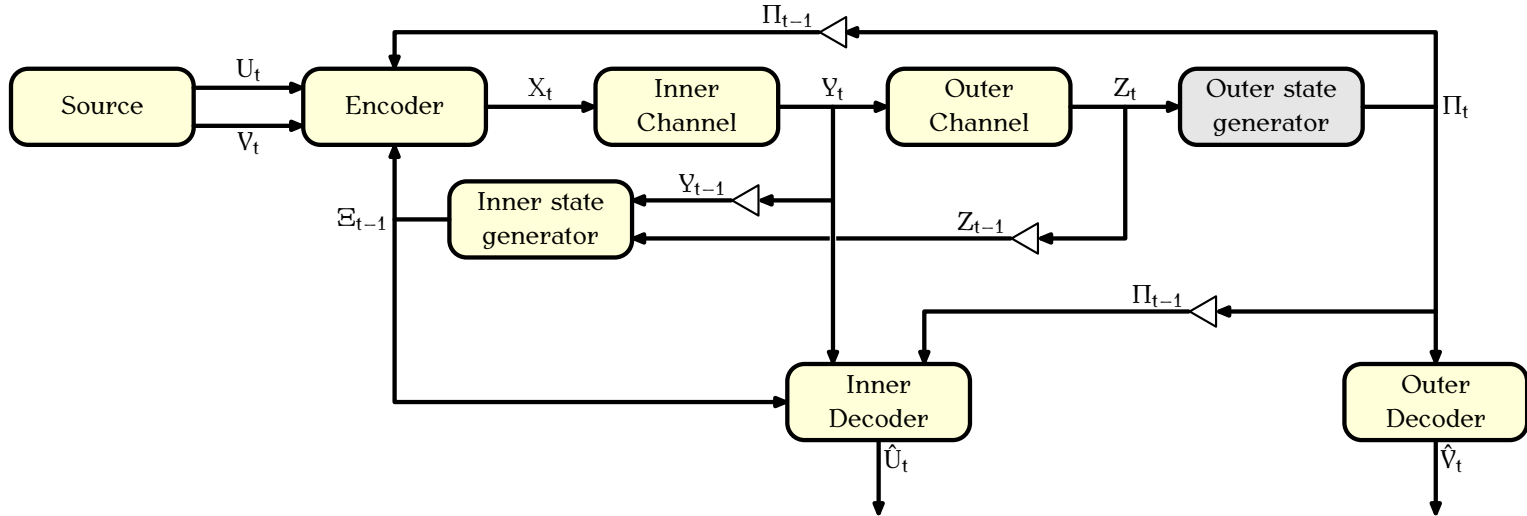 Π_{t−1}
U_t
V_t
Source
Encoder
X_t
Inner
Channel
Y_t
Outer
Channel
Z_t
Outer state
generator
Π_t
Ξ_{t−1}
Inner state
generator
Y_{t−1}
Z_{t−1}
Π_{t−1}
Inner
Decoder
Outer
Decoder
Û_t
V̂_t